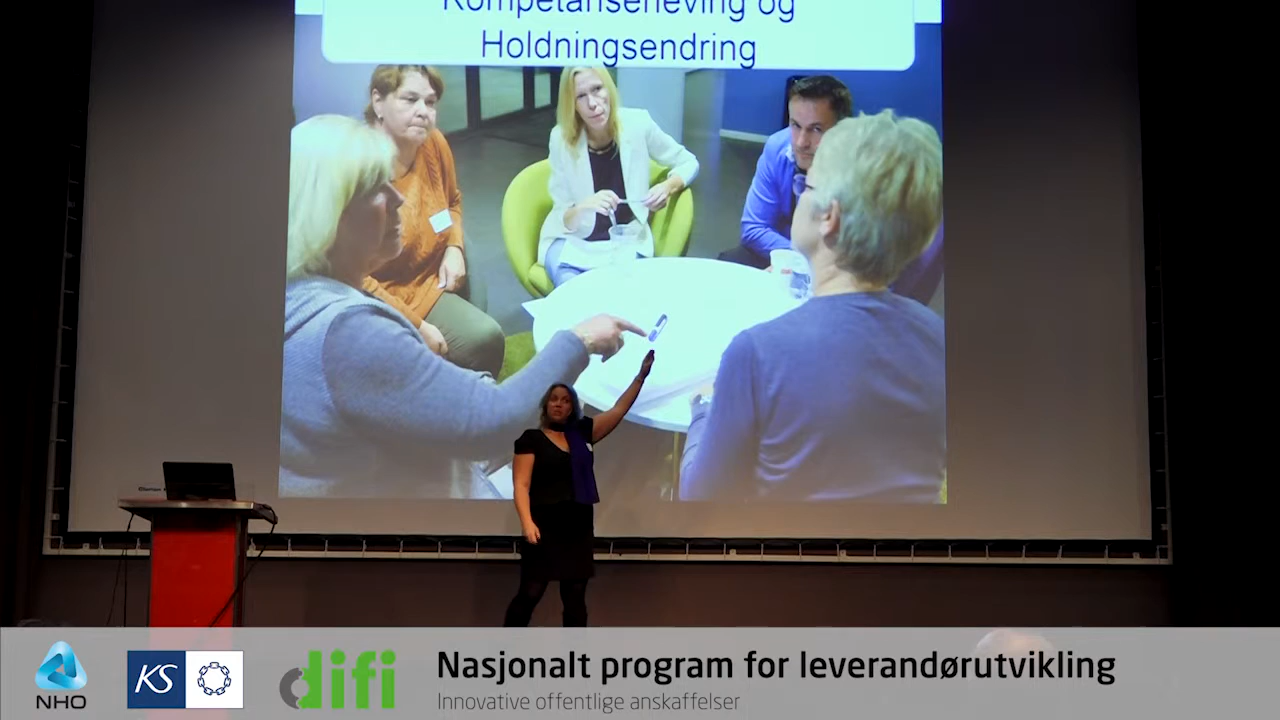 Kompetanseheving og
Holdningsendring
NHO
KS
difi
Nasjonalt program for leverandørutvikling
Innovative offentlige anskaffelser